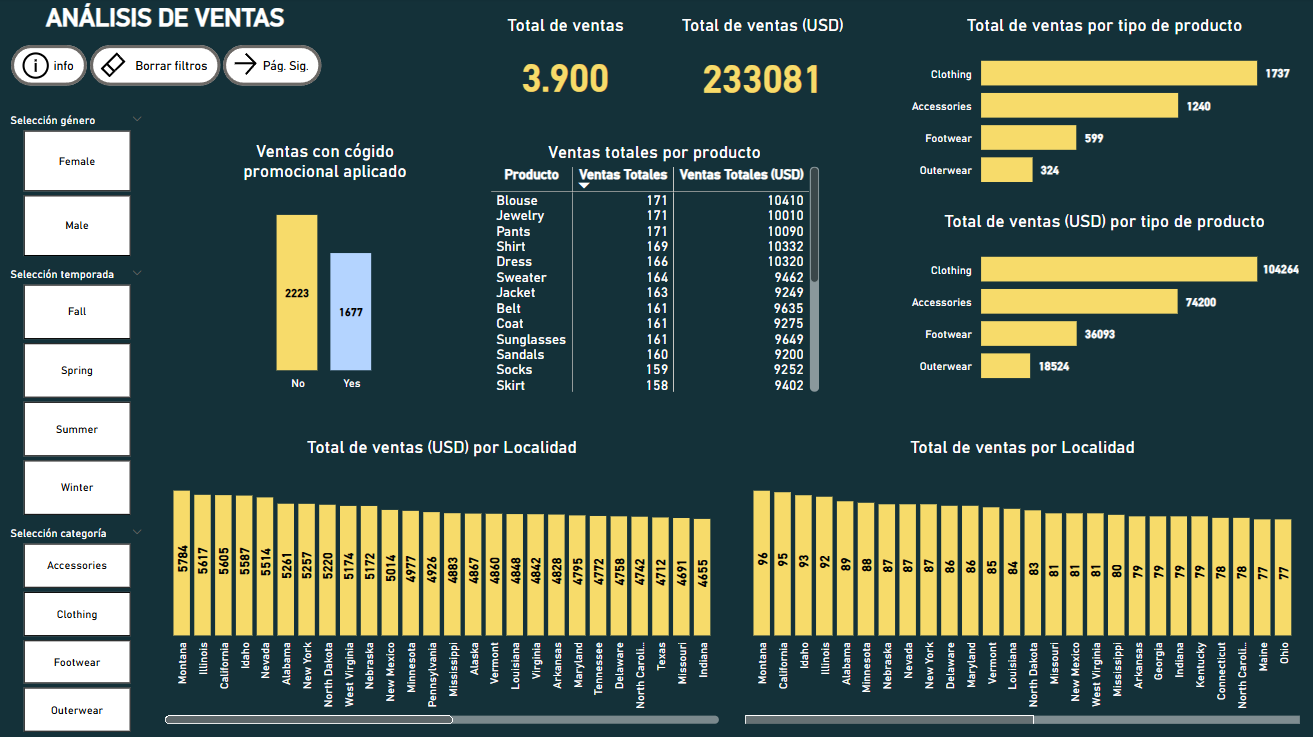 ANÁLISIS DE VENTAS
info
Borrar filtros
Pág. Sig.
Selección género
Female
Male
Selección temporada
Fall
Spring
Summer
Winter
Selección categoría
Accessories
Clothing
Footwear
Outerwear
Total de ventas
3.900
Total de ventas (USD)
233081
Ventas con cógido
promocional aplicado
2223
1677
No
Yes
Ventas totales por producto
Producto Ventas Totales Ventas Totales (USD)
Blouse 171 10410
Jewelry 171 10010
Pants 171 10090
Shirt 169 10332
Dress 166 10320
Sweater 164 9462
Jacket 163 9249
Belt 161 9635
Coat 161 9275
Sunglasses 161 9649
Sandals 160 9200
Socks 159 9252
Skirt 158 9402
Total de ventas por tipo de producto
Clothing 1737
Accessories 1240
Footwear 599
Outerwear 324
Total de ventas (USD) por tipo de producto
Clothing 104264
Accessories 74200
Footwear 36093
Outerwear 18524
Total de ventas (USD) por Localidad
5784 5617 5605 5587 5514 5261 5257 5220 5174 5172 5014 4977 4926 4883 4867 4860 4848 4842 4828 4795 4772 4758 4742 4712 4691 4655
Montana Illinois California Idaho Nevada Alabama New York North Dakota West Virginia Nebraska New Mexico Minnesota Pennsylvania Mississippi Alaska Vermont Louisiana Virginia Arkansas Maryland Tennessee Delaware North Caroli... Texas Missouri Indiana
Total de ventas por Localidad
96 95 93 92 89 88 87 87 87 86 86 85 84 83 81 81 81 80 79 79 79 79 78 78 77 77
Montana California Idaho Illinois Alabama Minnesota Nebraska Nevada New York Delaware Maryland Vermont Louisiana North Dakota Missouri New Mexico West Virginia Mississippi Arkansas Georgia Indiana Kentucky Connecticut North Caroli... Maine Ohio